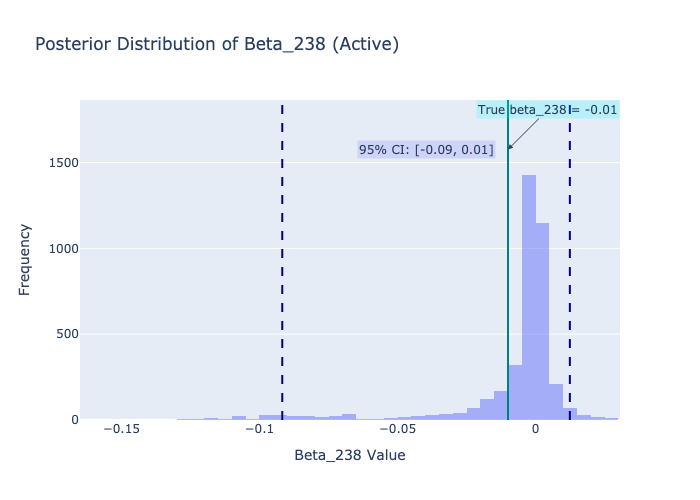 Posterior Distribution of Beta_238 (Active)
True beta_238 = -0.01
95% CI: [-0.09, 0.01]
1500
1000
500
0
Frequency
−0.15
−0.1
−0.05
0
Beta_238 Value